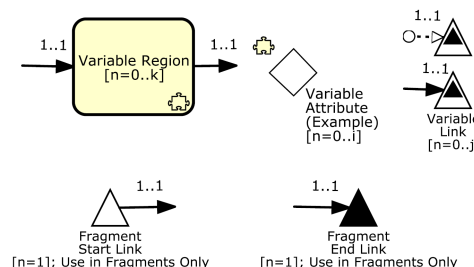 1..1
1..1
1..1
Variable Region
[n=0..k]
1..1
Variable
Attribute
(Example)
[n=0..i]
Link
1..1
1..1
Fragment
Start Link
[n=1]; Use in Fragments Only
Fragment
End Link
[n=1]; Use in Fragments Only